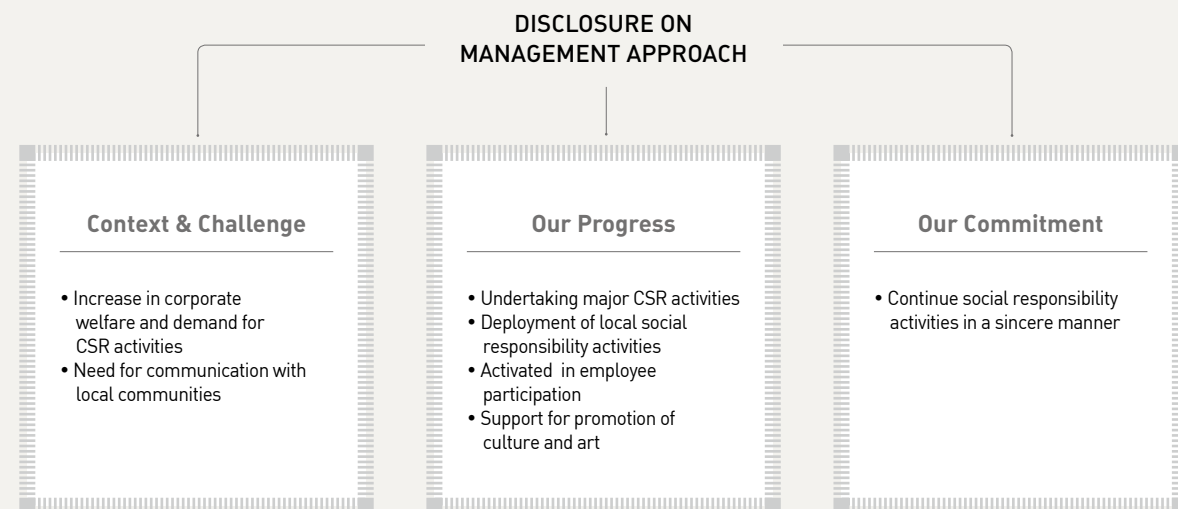 DISCLOSURE ON
MANAGEMENT APPROACH
Context & Challenge
• Increase in corporate
welfare and demand for
CSR activities
• Need for communication with
local communities
Our Progress
• Undertaking major CSR activities
• Deployment of local social
responsibility activities
• Activated in employee
participation
• Support for promotion of
culture and art
Our Commitment
• Continue social responsibility
activities in a sincere manner